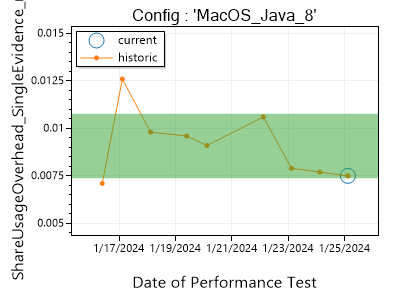 Config : 'MacOS_Java_8'
ShareUsageOverhead_SingleEvidence_
0.015
0.0125
0.01
0.0075
0.005
current
historic
1/17/2024
1/19/2024
1/21/2024
1/23/2024
1/25/2024
Date of Performance Test